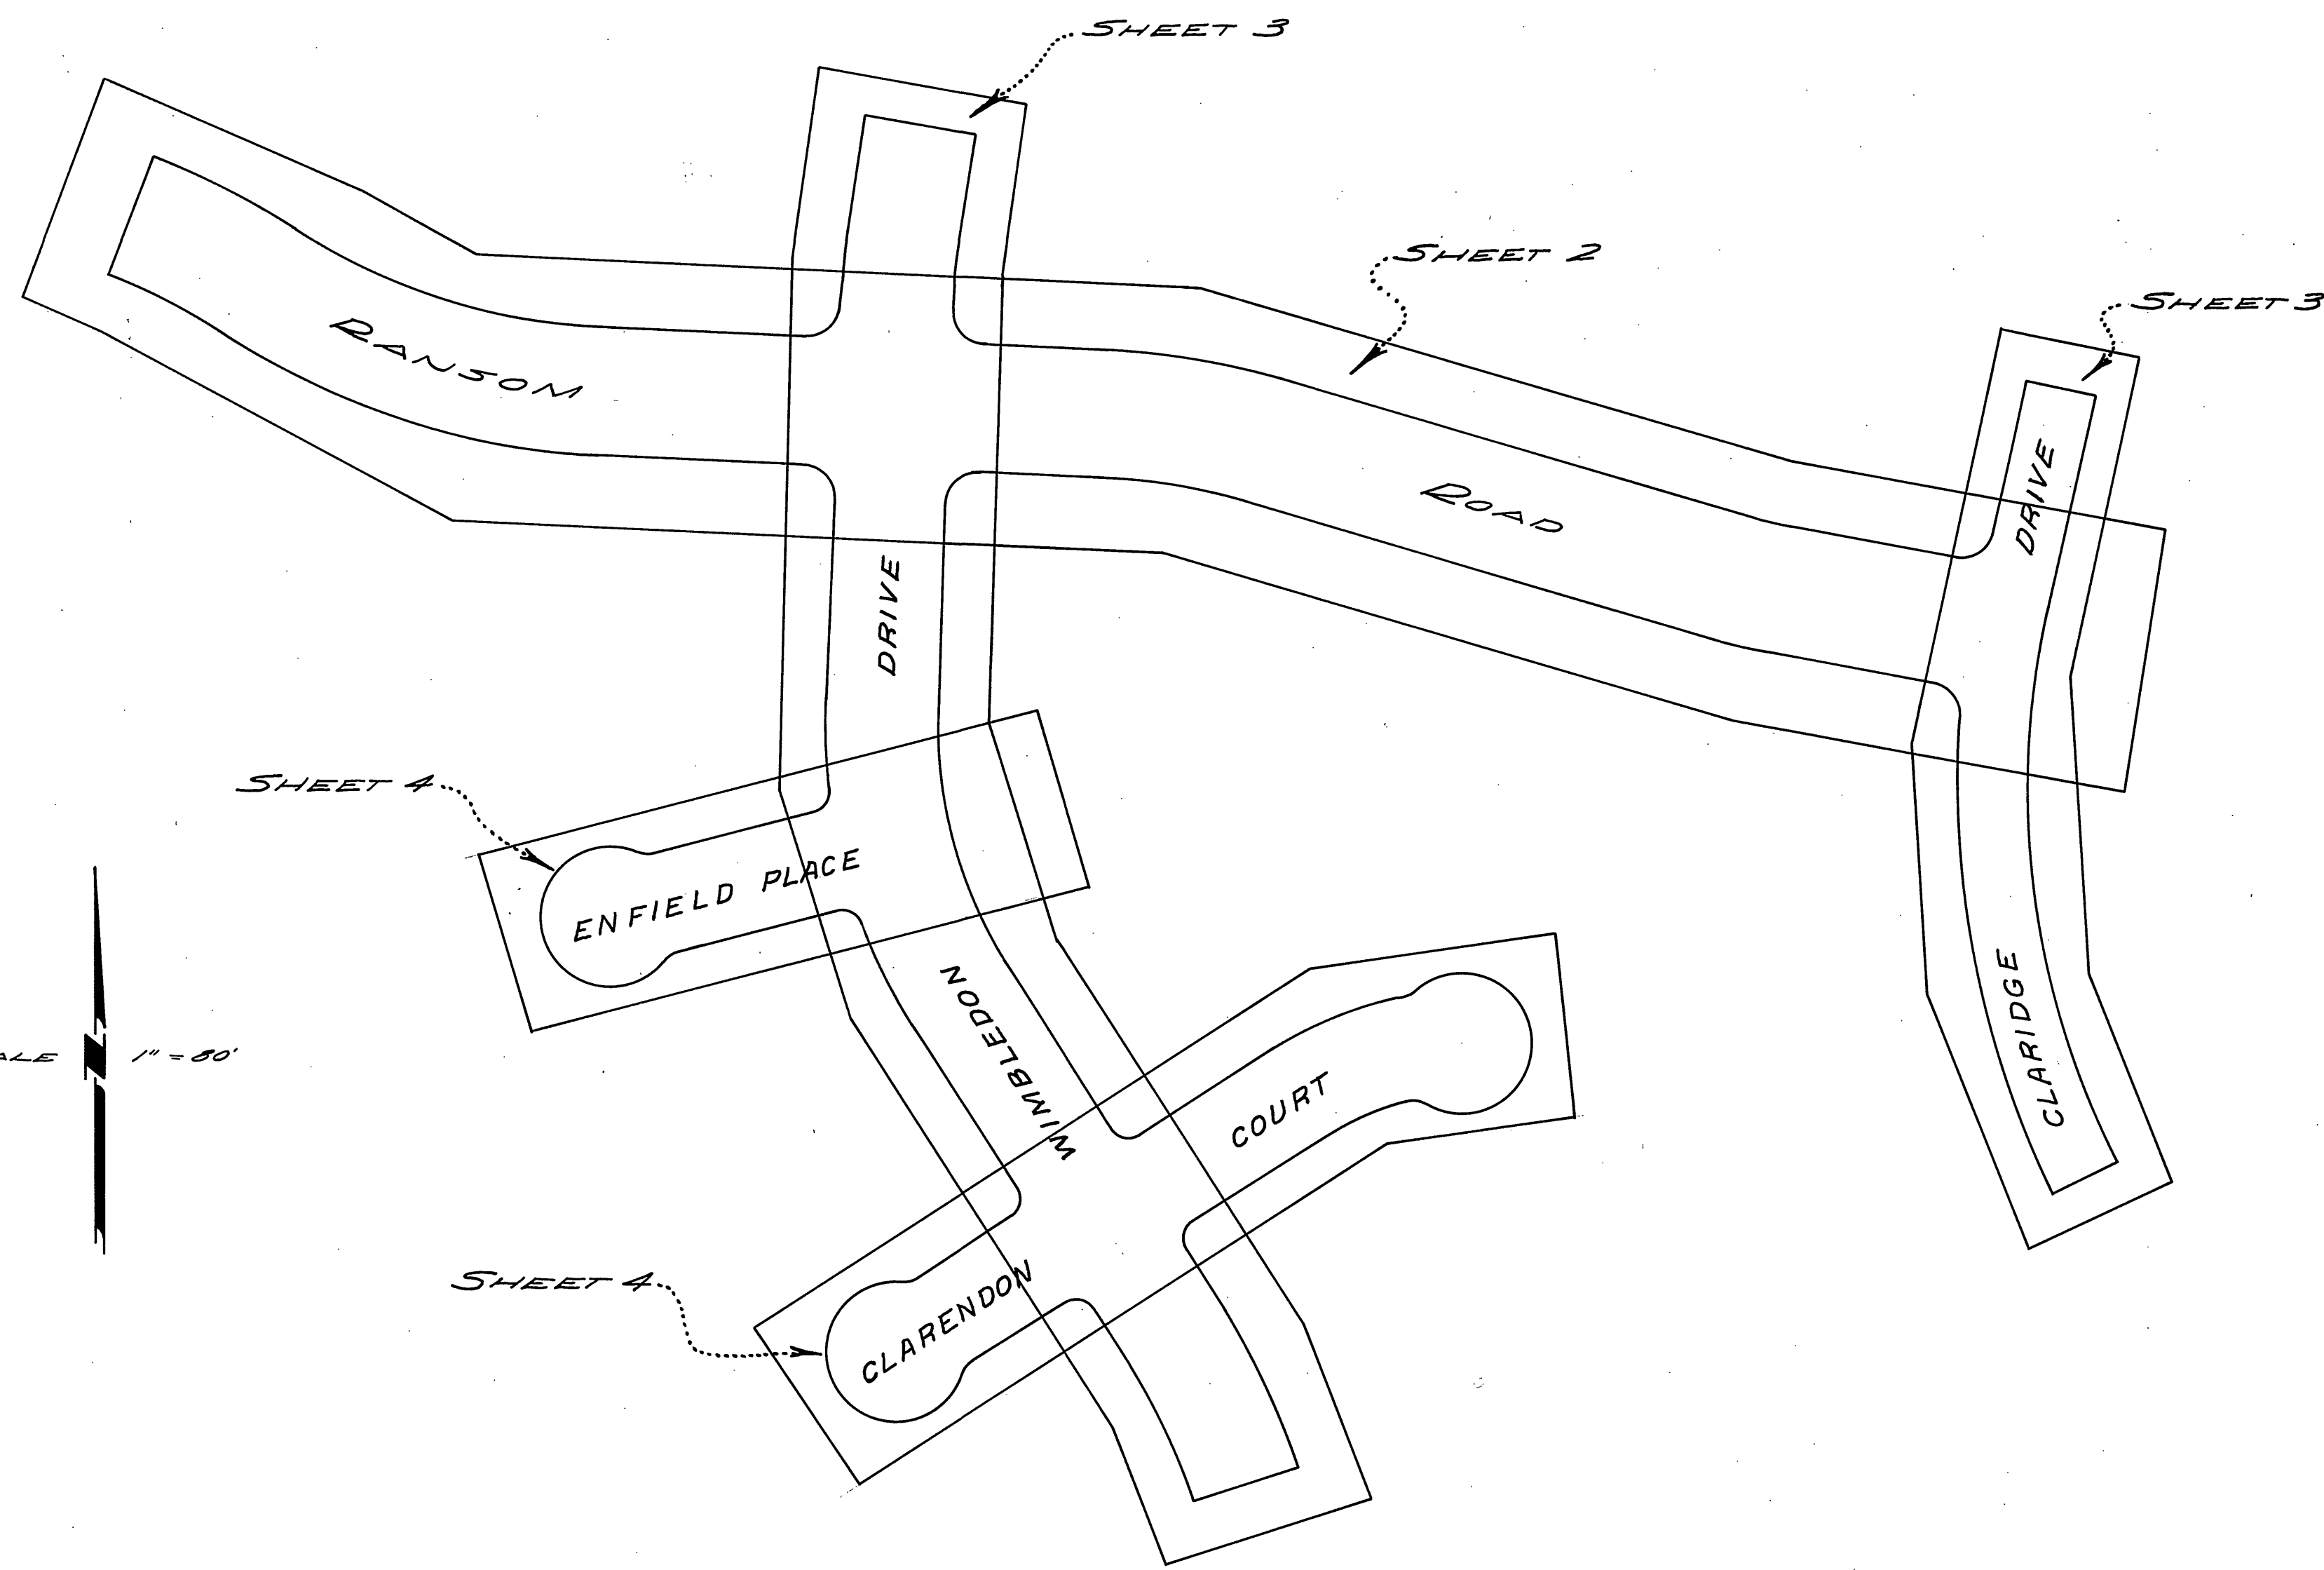 SHEET 3
SHEET 2
SHEET 3
RANSOM ROAD
DRIVE
DRIVE
SHEET 4
ENFIELD PLACE
WIMBLEDON
CLARIDGE
COURT
N
1" = 80'
SHEET 4
CLARENDON